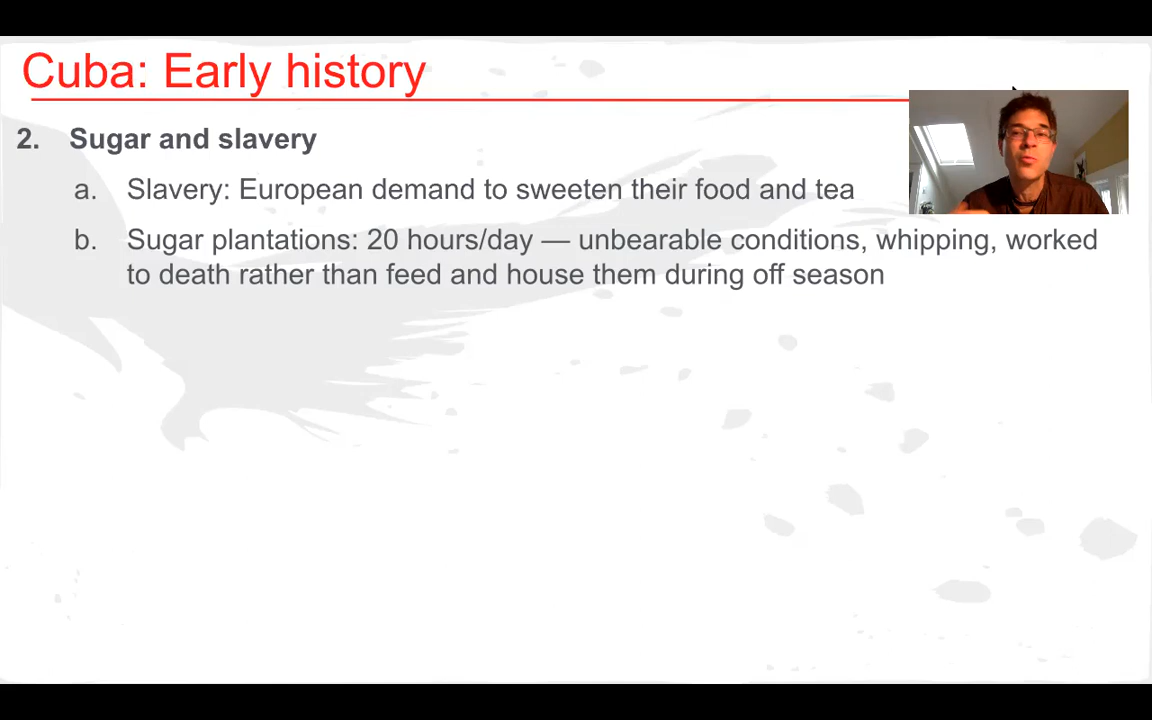 Cuba: Early history
2. Sugar and slavery
a. Slavery: European demand to sweeten their food and tea
b. Sugar plantations: 20 hours/day — unbearable conditions, whipping, worked
to death rather than feed and house them during off season